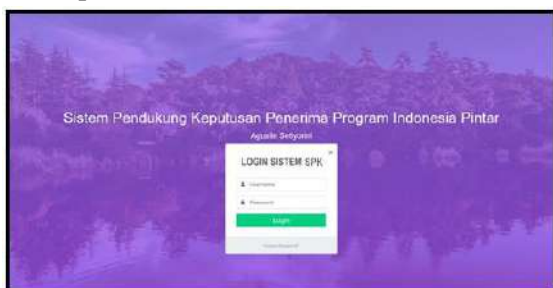 Sistem Pendukung Keputusan Penerima Program Indonesia Pintar
LOGIN SISTEM SPK
Username
Password
Login